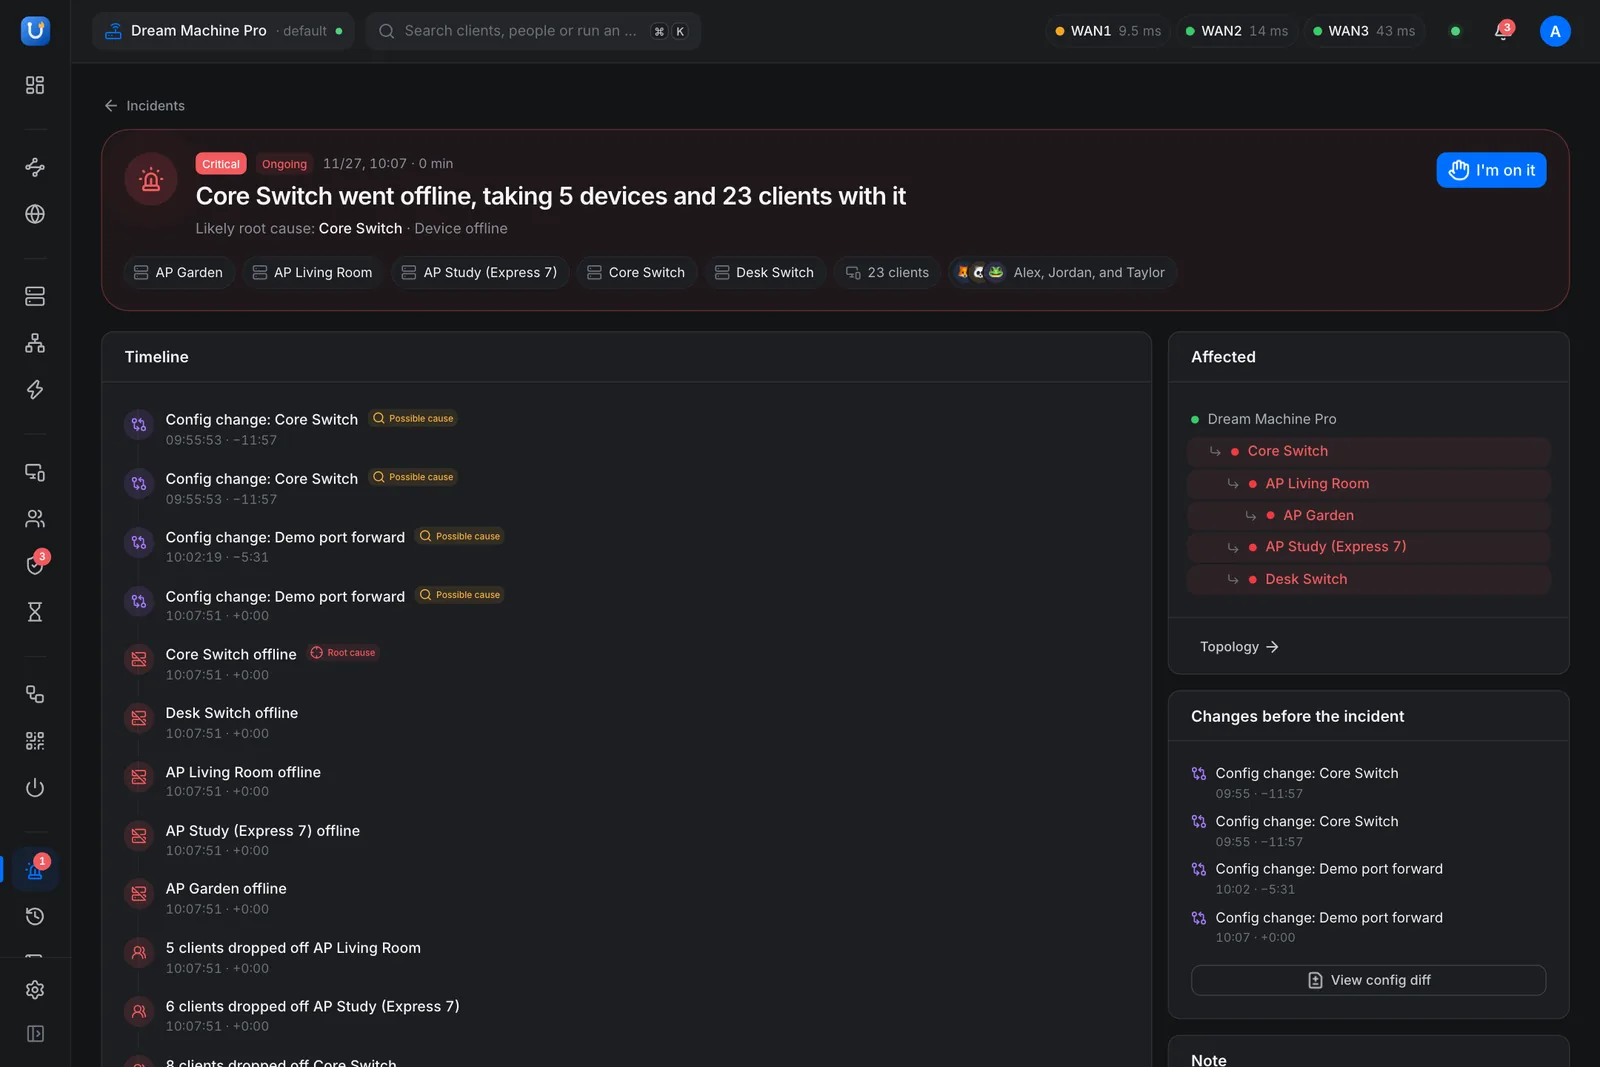 Dream Machine Pro · default
Search clients, people or run an ... ⌘ K
WAN1 9.5 ms
WAN2 14 ms
WAN3 43 ms
3
A
Incidents
Critical Ongoing 11/27, 10:07 · 0 min
Core Switch went offline, taking 5 devices and 23 clients with it
Likely root cause: Core Switch · Device offline
I'm on it
AP Garden
AP Living Room
AP Study (Express 7)
Core Switch
Desk Switch
23 clients
Alex, Jordan, and Taylor
3
1
Timeline
Config change: Core Switch Possible cause
09:55:53 · −11:57
Config change: Core Switch Possible cause
09:55:53 · −11:57
Config change: Demo port forward Possible cause
10:02:19 · −5:31
Config change: Demo port forward Possible cause
10:07:51 · +0:00
Core Switch offline Root cause
10:07:51 · +0:00
Desk Switch offline
10:07:51 · +0:00
AP Living Room offline
10:07:51 · +0:00
AP Study (Express 7) offline
10:07:51 · +0:00
AP Garden offline
10:07:51 · +0:00
5 clients dropped off AP Living Room
10:07:51 · +0:00
6 clients dropped off AP Study (Express 7)
10:07:51 · +0:00
8 clients dropped off Core Switch
Affected
Dream Machine Pro
Core Switch
AP Living Room
AP Garden
AP Study (Express 7)
Desk Switch
Topology
Changes before the incident
Config change: Core Switch
09:55 · −11:57
Config change: Core Switch
09:55 · −11:57
Config change: Demo port forward
10:02 · −5:31
Config change: Demo port forward
10:07 · +0:00
View config diff
Note